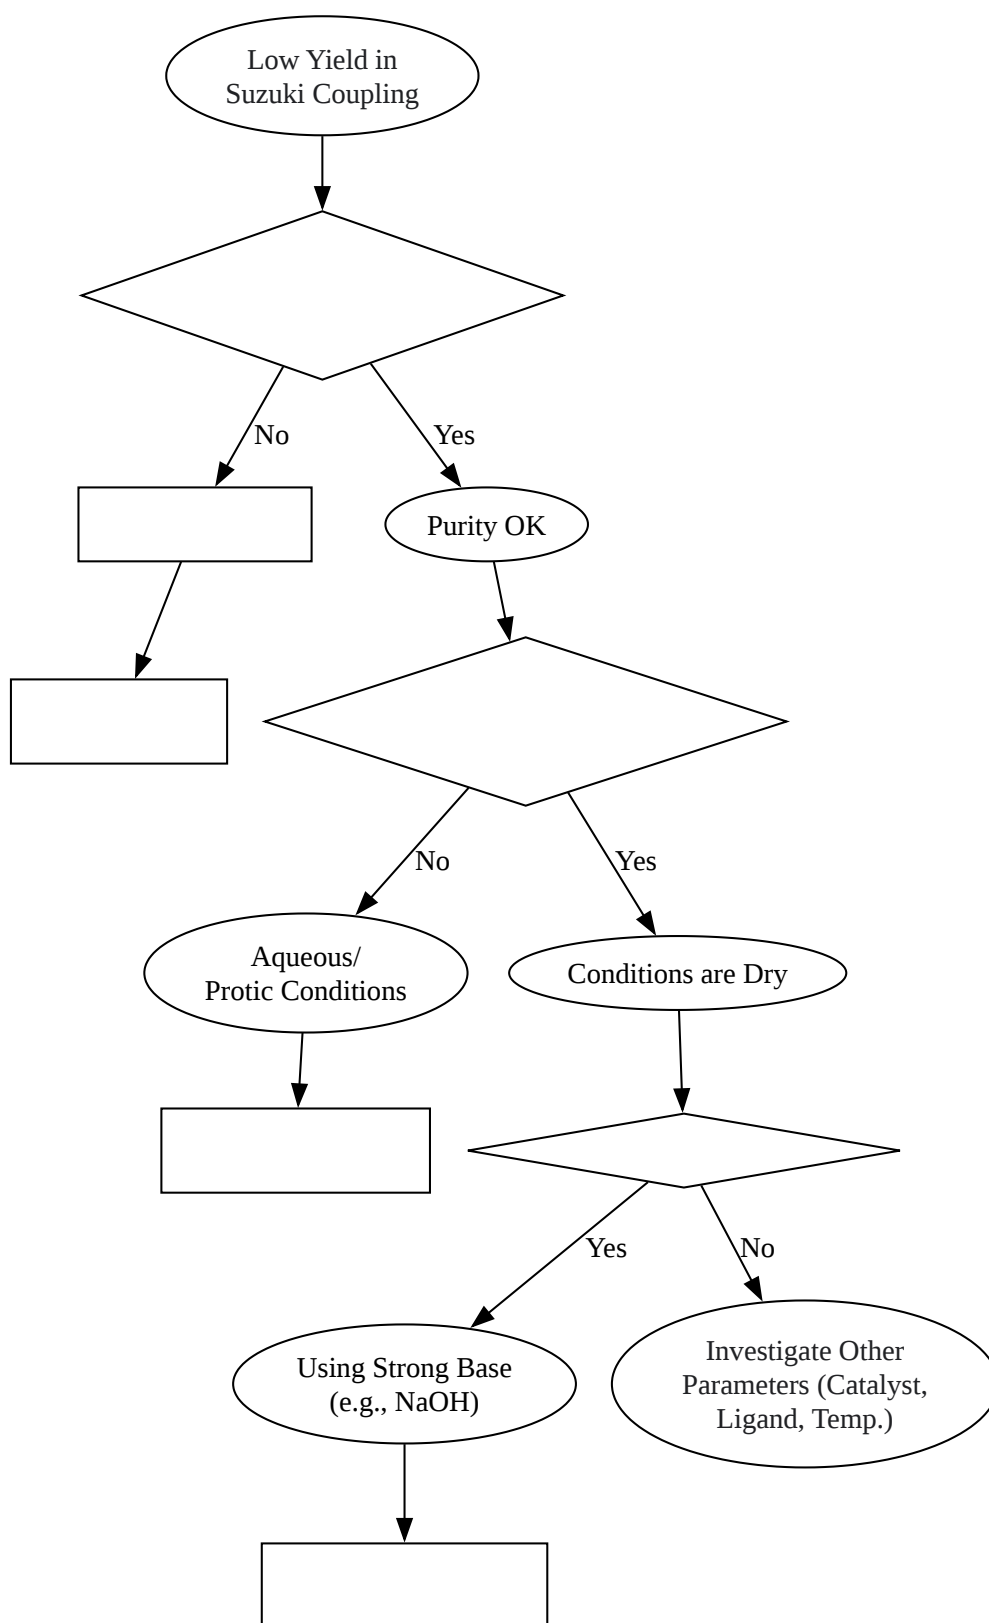 Low Yield in
Suzuki Coupling
No
Yes
Purity OK
No
Yes
Aqueous/
Protic Conditions
Conditions are Dry
Yes
No
Using Strong Base
(e.g., NaOH)
Investigate Other
Parameters (Catalyst,
Ligand, Temp.)